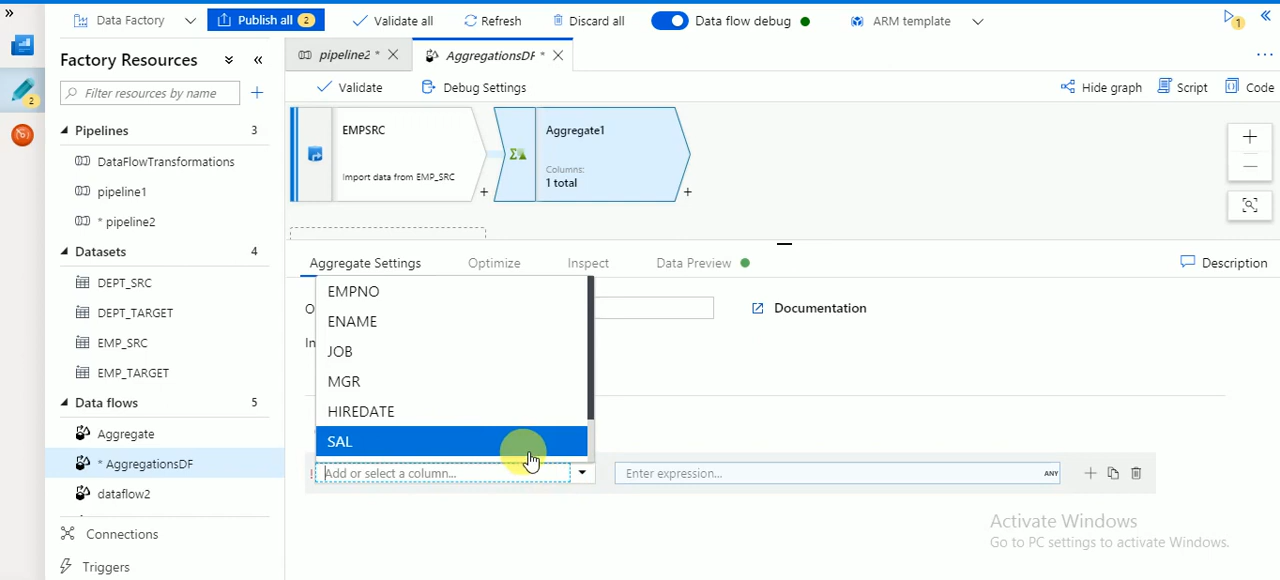 Data Factory
Publish all 2
Validate all
Refresh
Discard all
Data flow debug
ARM template
1
2
Factory Resources
Filter resources by name
Pipelines 3
DataFlowTransformations
pipeline1
* pipeline2
Datasets 4
DEPT_SRC
DEPT_TARGET
EMP_SRC
EMP_TARGET
Data flows 5
Aggregate
* AggregationsDF
dataflow2
Connections
Triggers
pipeline2 *
AggregationsDF *
Validate
Debug Settings
Hide graph
Script
Code
EMPSRC
Import data from EMP_SRC
Aggregate1
Columns:
1 total
Aggregate Settings
Optimize
Inspect
Data Preview
Description
O
Documentation
In
EMPNO
ENAME
JOB
MGR
HIREDATE
SAL
Add or select a column...
Enter expression...
ANY
Activate Windows
Go to PC settings to activate Windows.